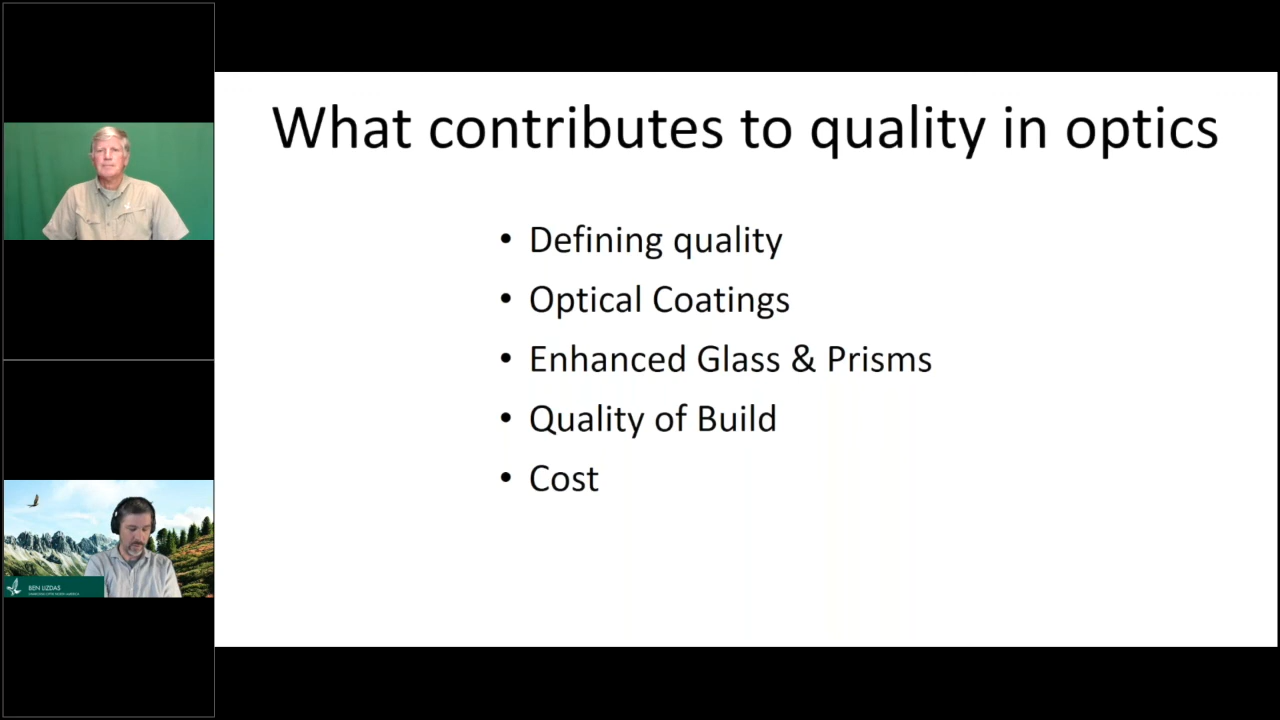 What contributes to quality in optics
• Defining quality
• Optical Coatings
• Enhanced Glass & Prisms
• Quality of Build
• Cost
BEN LIZDAS